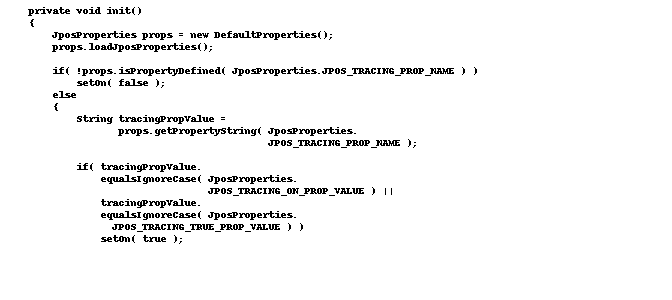 private void init()
{
JposProperties props = new DefaultProperties();
props.loadJposProperties();
if( !props.isPropertyDefined( JposProperties.JPOS_TRACING_PROP_NAME ) )
setOn( false );
else
{
String tracingPropValue =
props.getPropertyString( JposProperties.
JPOS_TRACING_PROP_NAME );
if( tracingPropValue.
equalsIgnoreCase( JposProperties.
JPOS_TRACING_ON_PROP_VALUE ) ||
tracingPropValue.
equalsIgnoreCase( JposProperties.
JPOS_TRACING_TRUE_PROP_VALUE ) )
setOn( true );